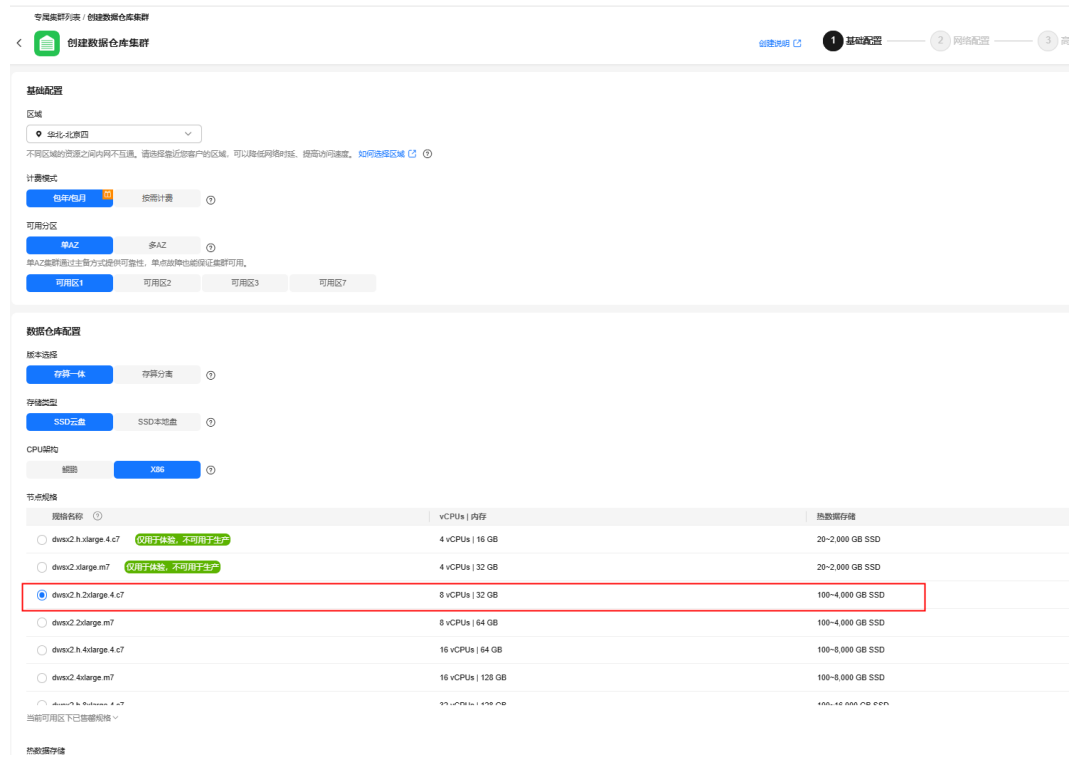 专属集群列表 / 创建数据仓库集群
创建数据仓库集群
创建说明
1 基础配置
2 网络配置
3
基础配置
区域
华北-北京四
不同区域的资源之间内网不互通。请选择靠近您客户的区域，可以降低网络时延、提高访问速度。 如何选择区域
计费模式
包年/包月 按需计费
可用分区
单AZ 多AZ
单AZ集群通过主备方式提供可靠性，单点故障也能保证集群可用。
可用区1 可用区2 可用区3 可用区7
数据仓库配置
版本选择
存算一体 存算分离
存储类型
SSD云盘 SSD本地盘
CPU架构
鲲鹏 X86
节点规格
规格名称 vCPUs | 内存 热数据存储
dwsx2.h.xlarge.4.c7 仅用于体验，不可用于生产 4 vCPUs | 16 GB 20~2,000 GB SSD
dwsx2.xlarge.m7 仅用于体验，不可用于生产 4 vCPUs | 32 GB 20~2,000 GB SSD
dwsx2.h.2xlarge.4.c7 8 vCPUs | 32 GB 100~4,000 GB SSD
dwsx2.2xlarge.m7 8 vCPUs | 64 GB 100~4,000 GB SSD
dwsx2.h.4xlarge.4.c7 16 vCPUs | 64 GB 100~8,000 GB SSD
dwsx2.4xlarge.m7 16 vCPUs | 128 GB 100~8,000 GB SSD
dwsx2.h.8xlarge.4.c7 32 vCPUs | 128 GB 100~16,000 GB SSD
当前可用区下已售罄规格
热数据存储